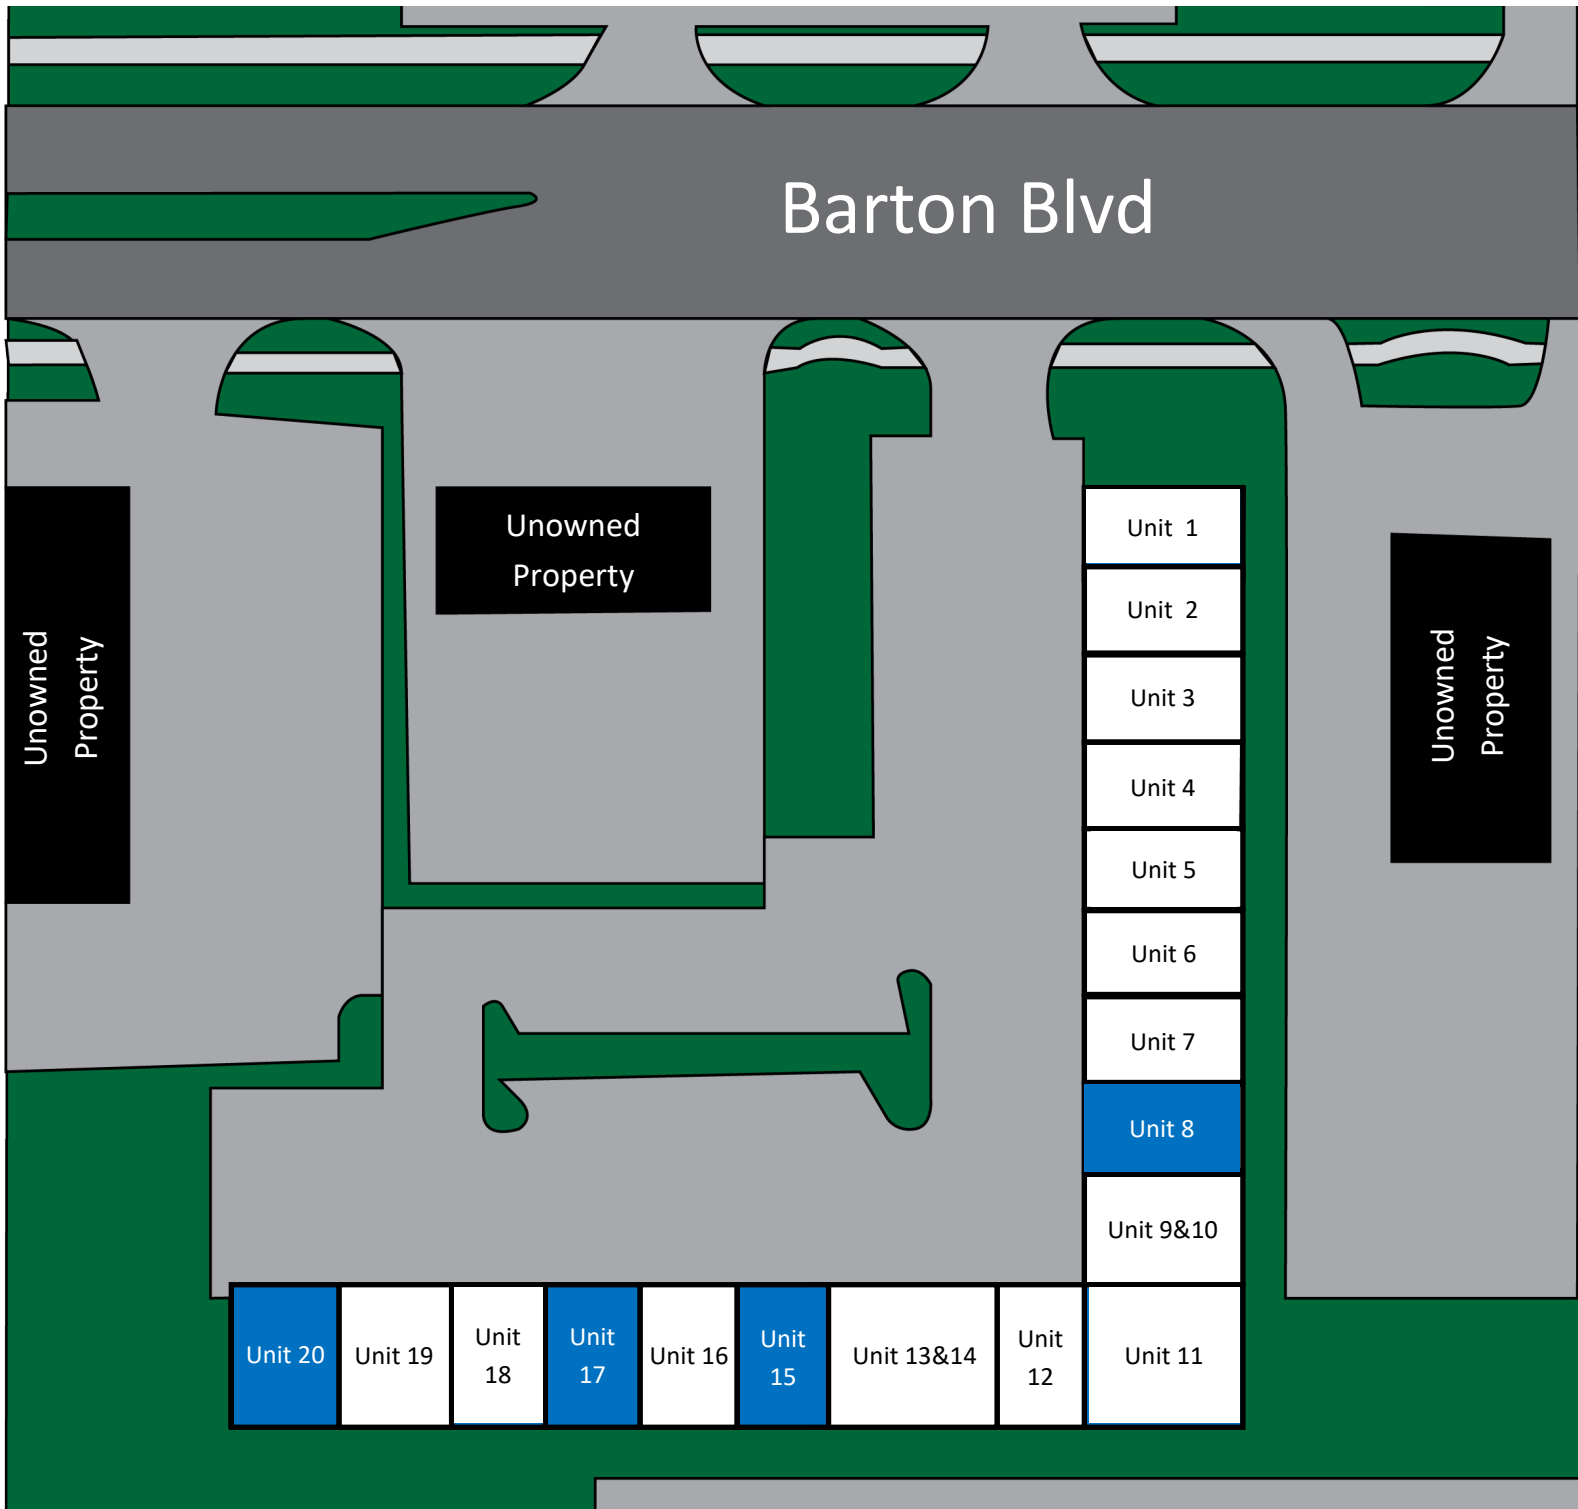 Barton Blvd
Unowned
Property
Unowned
Property
Unowned
Property
Unit 1
Unit 2
Unit 3
Unit 4
Unit 5
Unit 6
Unit 7
Unit 8
Unit 9&10
Unit 20
Unit 19
Unit
18
Unit
17
Unit 16
Unit
15
Unit 13&14
Unit
12
Unit 11